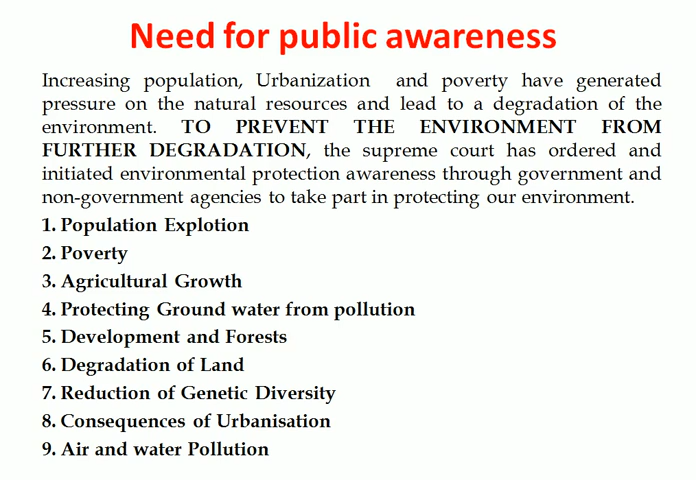 Need for public awareness
Increasing population, Urbanization and poverty have generated
pressure on the natural resources and lead to a degradation of the
environment. TO PREVENT THE ENVIRONMENT FROM
FURTHER DEGRADATION, the supreme court has ordered and
initiated environmental protection awareness through government and
non-government agencies to take part in protecting our environment.
1. Population Explotion
2. Poverty
3. Agricultural Growth
4. Protecting Ground water from pollution
5. Development and Forests
6. Degradation of Land
7. Reduction of Genetic Diversity
8. Consequences of Urbanisation
9. Air and water Pollution